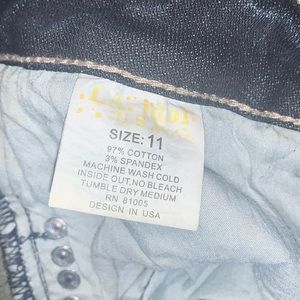 SIZE: 11
97% COTTON
3% SPANDEX
MACHINE WASH COLD
INSIDE OUT,NO BLEACH
TUMBLE DRY MEDIUM
RN 81005
DESIGN IN USA